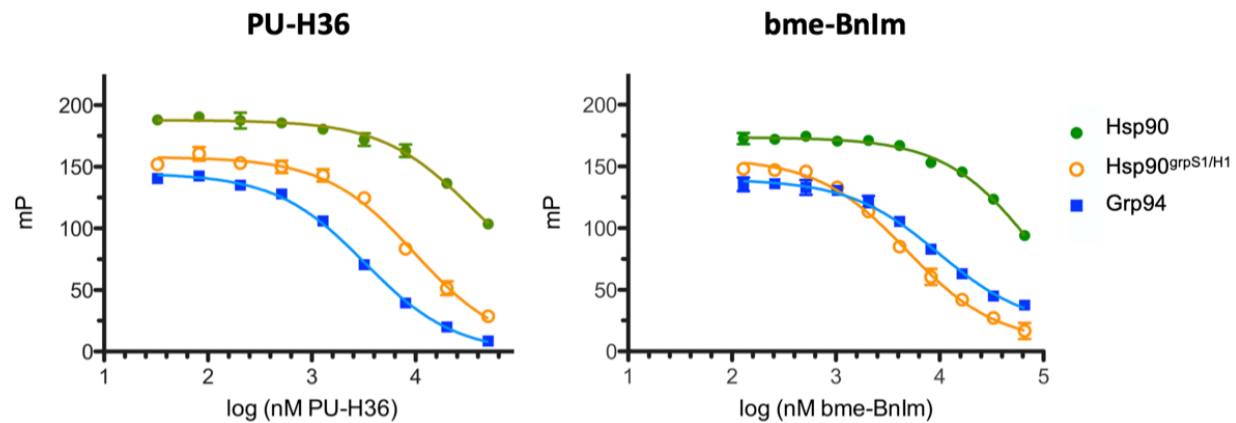 PU-H36
bme-BnIm
200
150
100
50
0
mP
1
2
3
4
log (nM PU-H36)
200
150
100
50
0
mP
1
2
3
4
5
log (nM bme-BnIm)
Hsp90
Hsp90grpS1/H1
Grp94